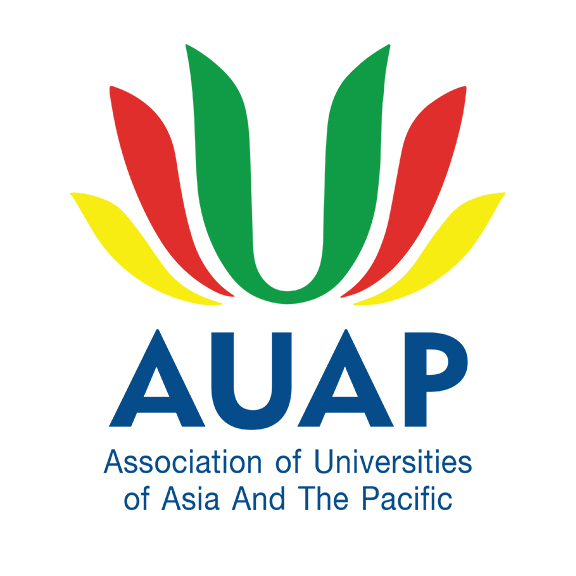 AUAP
Association of Universities
of Asia And The Pacific